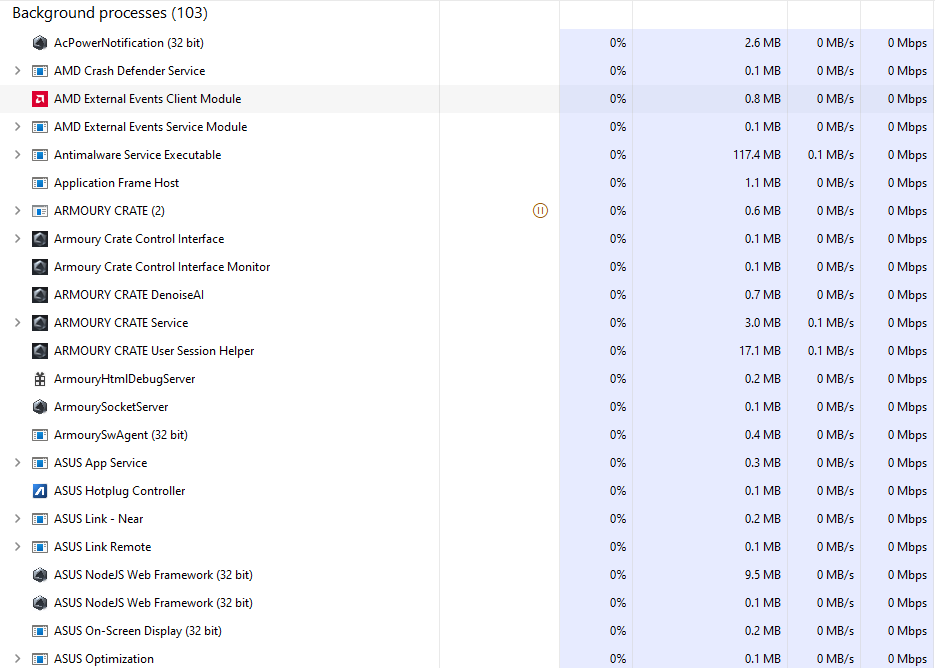 Background processes (103)
AcPowerNotification (32 bit) 0% 2.6 MB 0 MB/s 0 Mbps
AMD Crash Defender Service 0% 0.1 MB 0 MB/s 0 Mbps
AMD External Events Client Module 0% 0.8 MB 0 MB/s 0 Mbps
AMD External Events Service Module 0% 0.1 MB 0 MB/s 0 Mbps
Antimalware Service Executable 0% 117.4 MB 0.1 MB/s 0 Mbps
Application Frame Host 0% 1.1 MB 0 MB/s 0 Mbps
ARMOURY CRATE (2) 0% 0.6 MB 0 MB/s 0 Mbps
Armoury Crate Control Interface 0% 0.1 MB 0 MB/s 0 Mbps
Armoury Crate Control Interface Monitor 0% 0.1 MB 0 MB/s 0 Mbps
ARMOURY CRATE DenoiseAI 0% 0.7 MB 0 MB/s 0 Mbps
ARMOURY CRATE Service 0% 3.0 MB 0.1 MB/s 0 Mbps
ARMOURY CRATE User Session Helper 0% 17.1 MB 0.1 MB/s 0 Mbps
ArmouryHtmlDebugServer 0% 0.2 MB 0 MB/s 0 Mbps
ArmourySocketServer 0% 0.1 MB 0 MB/s 0 Mbps
ArmourySwAgent (32 bit) 0% 0.4 MB 0 MB/s 0 Mbps
ASUS App Service 0% 0.3 MB 0 MB/s 0 Mbps
ASUS Hotplug Controller 0% 0.1 MB 0 MB/s 0 Mbps
ASUS Link - Near 0% 0.2 MB 0 MB/s 0 Mbps
ASUS Link Remote 0% 0.1 MB 0 MB/s 0 Mbps
ASUS NodeJS Web Framework (32 bit) 0% 9.5 MB 0 MB/s 0 Mbps
ASUS NodeJS Web Framework (32 bit) 0% 0.1 MB 0 MB/s 0 Mbps
ASUS On-Screen Display (32 bit) 0% 0.2 MB 0 MB/s 0 Mbps
ASUS Optimization 0% 0.1 MB 0 MB/s 0 Mbps